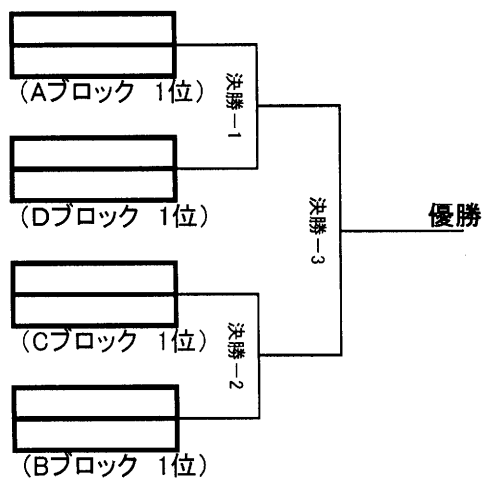 (Aブロック 1位)
決勝－1
(Dブロック 1位)
決勝－3
優勝
(Cブロック 1位)
決勝－2
(Bブロック 1位)